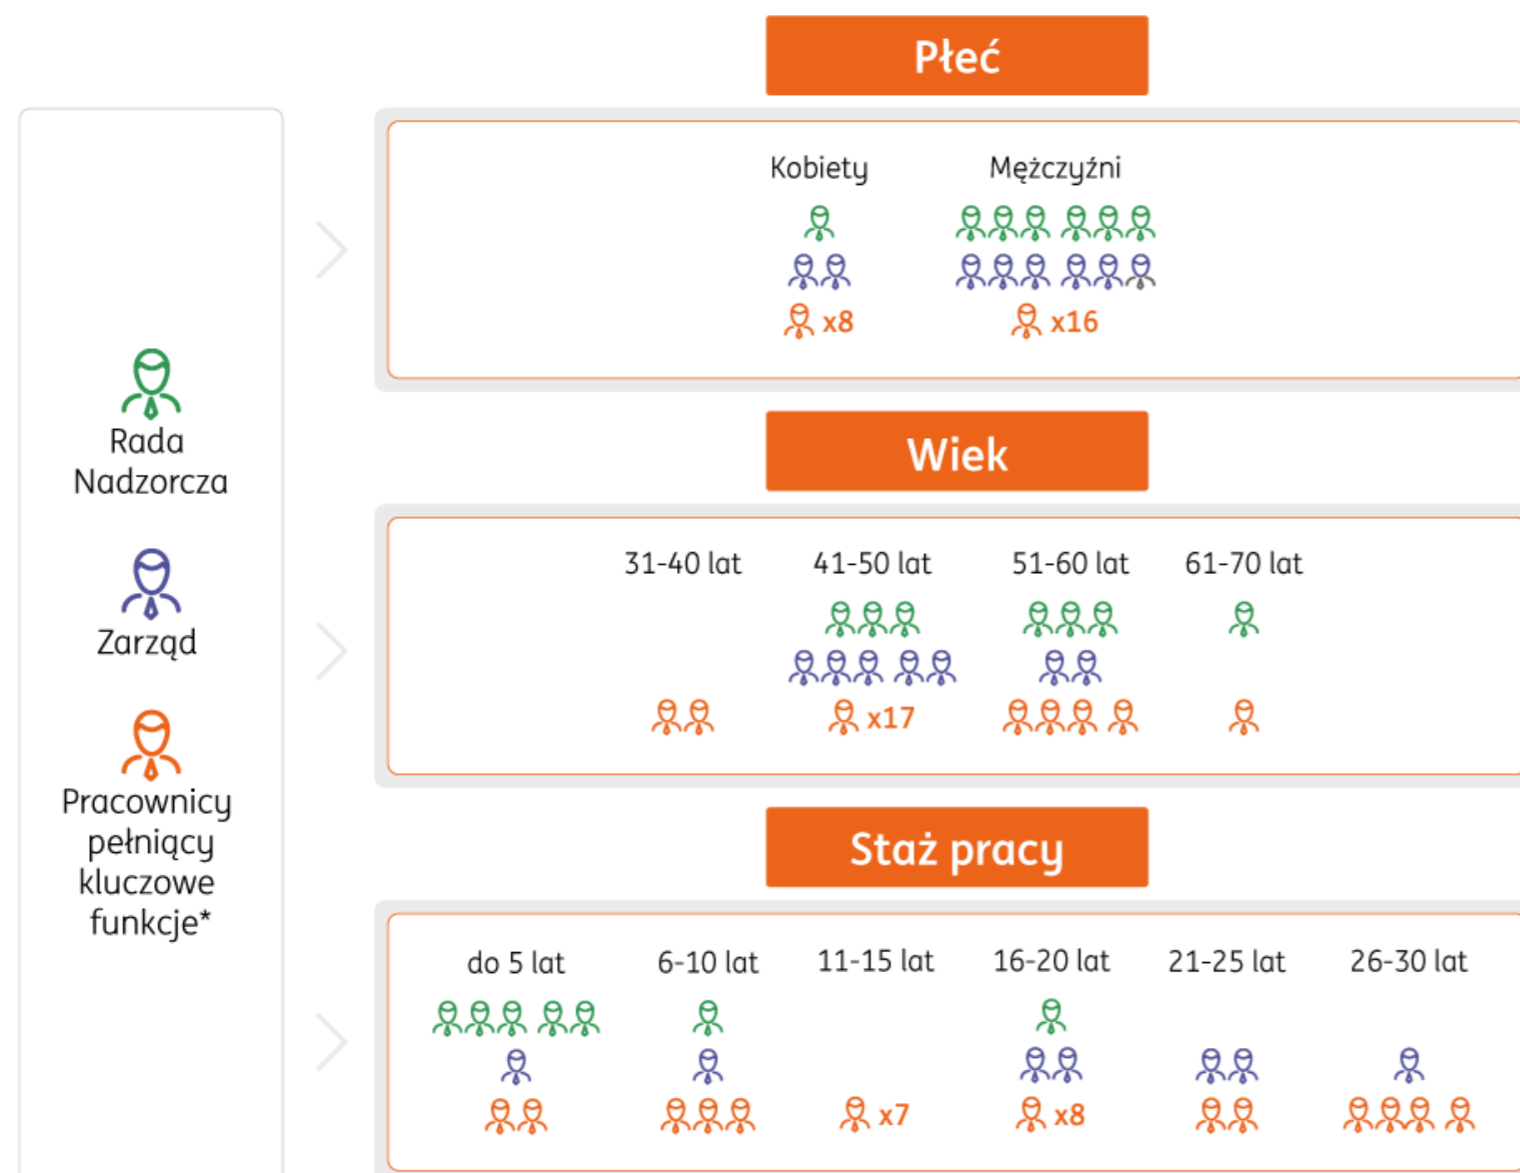 Płeć
Kobiety
Mężczyźni
x8
x16
Rada
Nadzorcza
Zarząd
Pracownicy
pełniący
kluczowe
funkcje*
Wiek
31-40 lat
41-50 lat
51-60 lat
61-70 lat
x17
Staż pracy
do 5 lat
6-10 lat
11-15 lat
16-20 lat
21-25 lat
26-30 lat
x7
x8